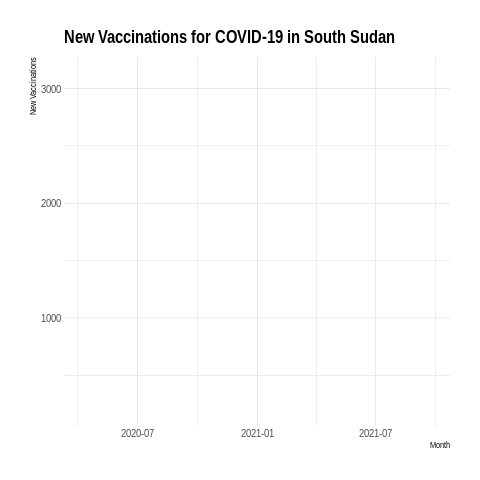 New Vaccinations for COVID-19 in South Sudan
New Vaccinations
3000
2000
1000
2020-07 2021-01 2021-07
Month